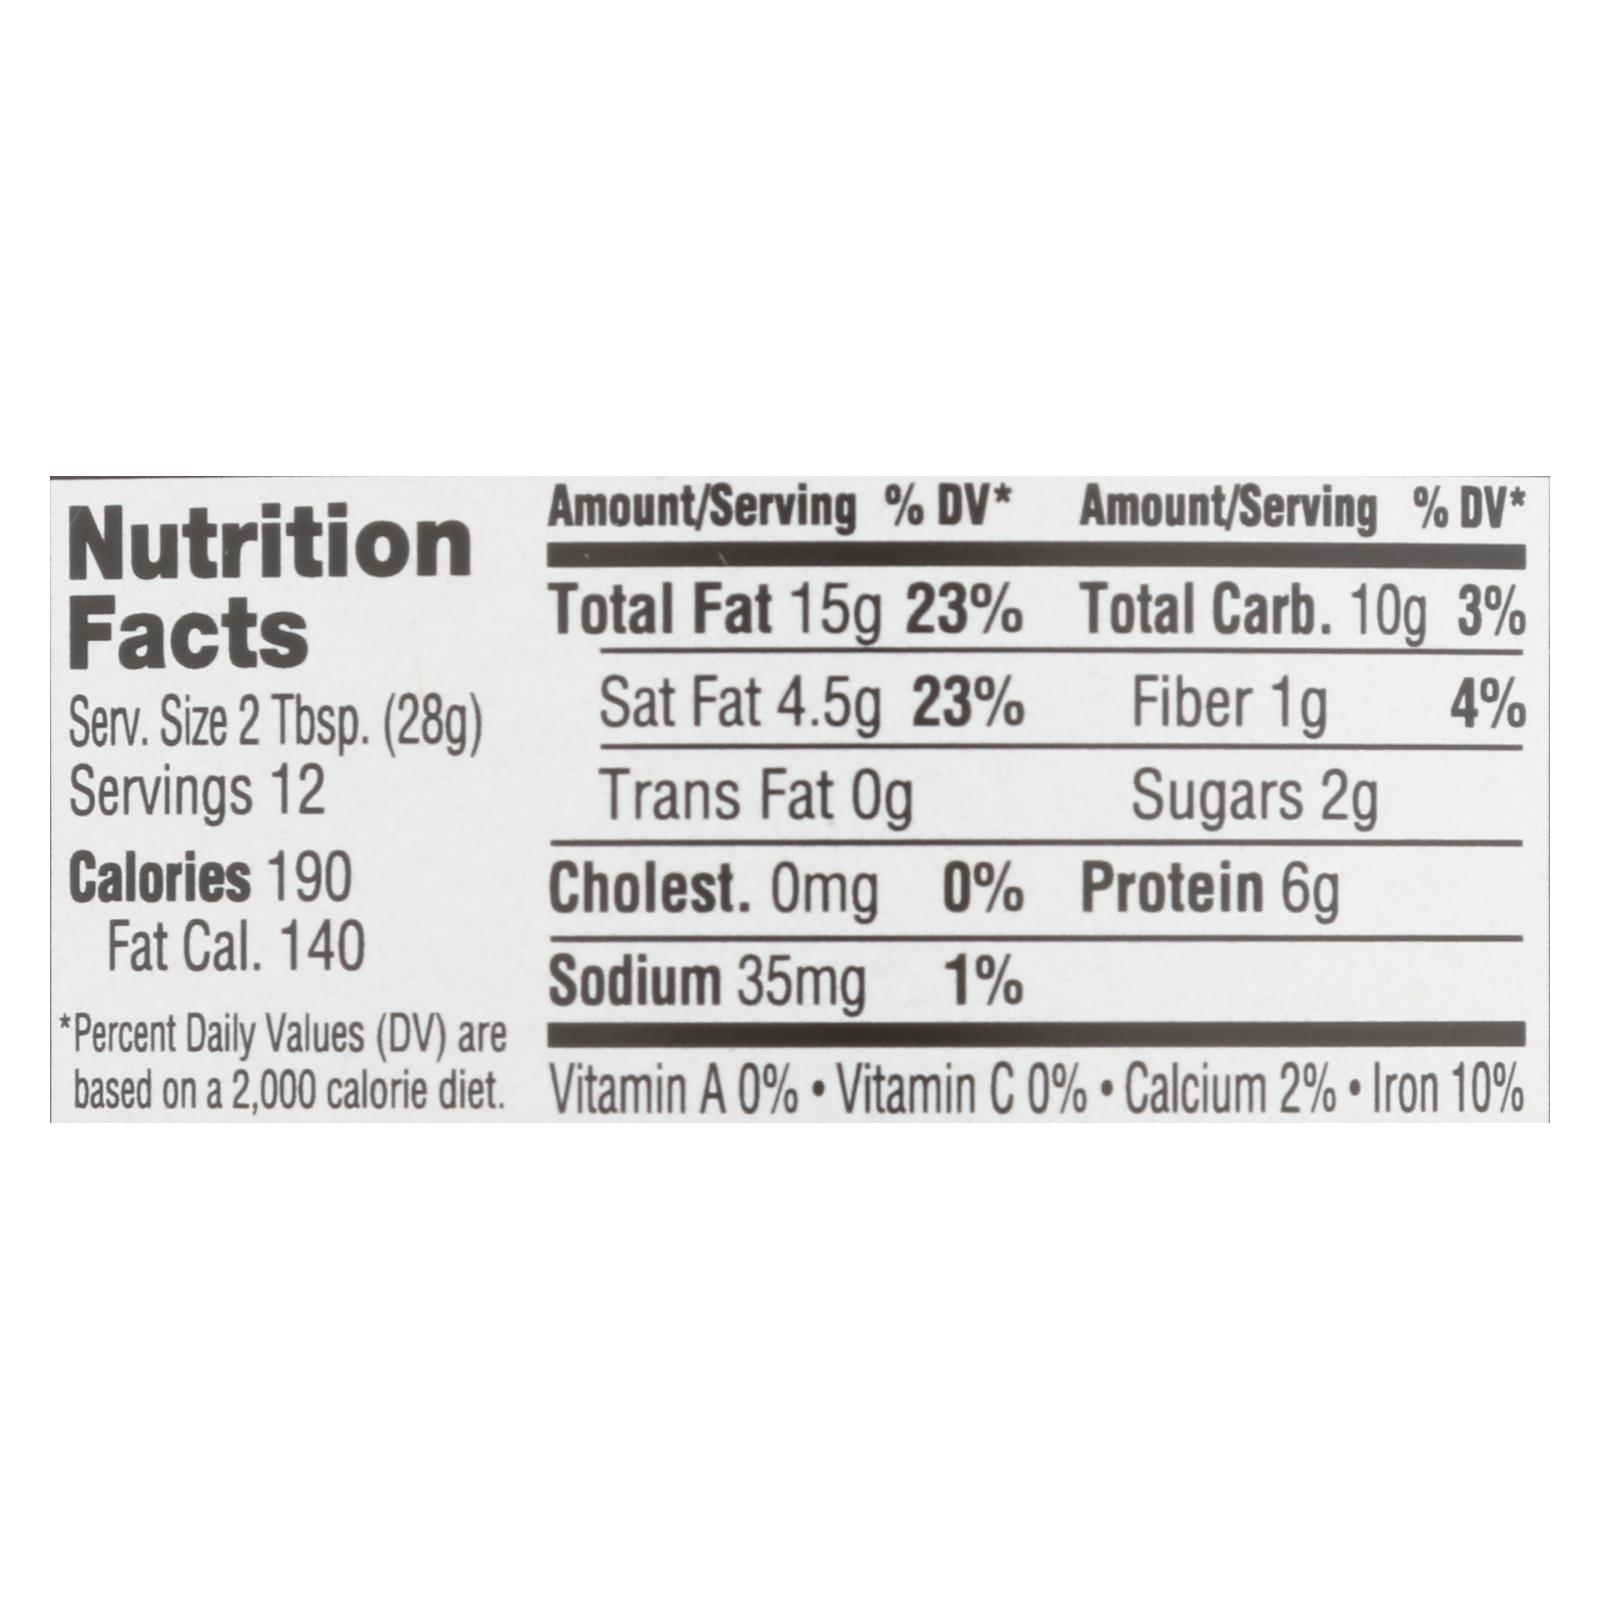 Nutrition
Facts
Serv. Size 2 Tbsp. (28g)
Servings 12
Calories 190
Fat Cal. 140
*Percent Daily Values (DV) are
based on a 2,000 calorie diet.
Amount/Serving % DV* Amount/Serving % DV*
Total Fat 15g 23% Total Carb. 10g 3%
Sat Fat 4.5g 23% Fiber 1g 4%
Trans Fat 0g Sugars 2g
Cholest. 0mg 0% Protein 6g
Sodium 35mg 1%
Vitamin A 0% • Vitamin C 0% • Calcium 2% • Iron 10%